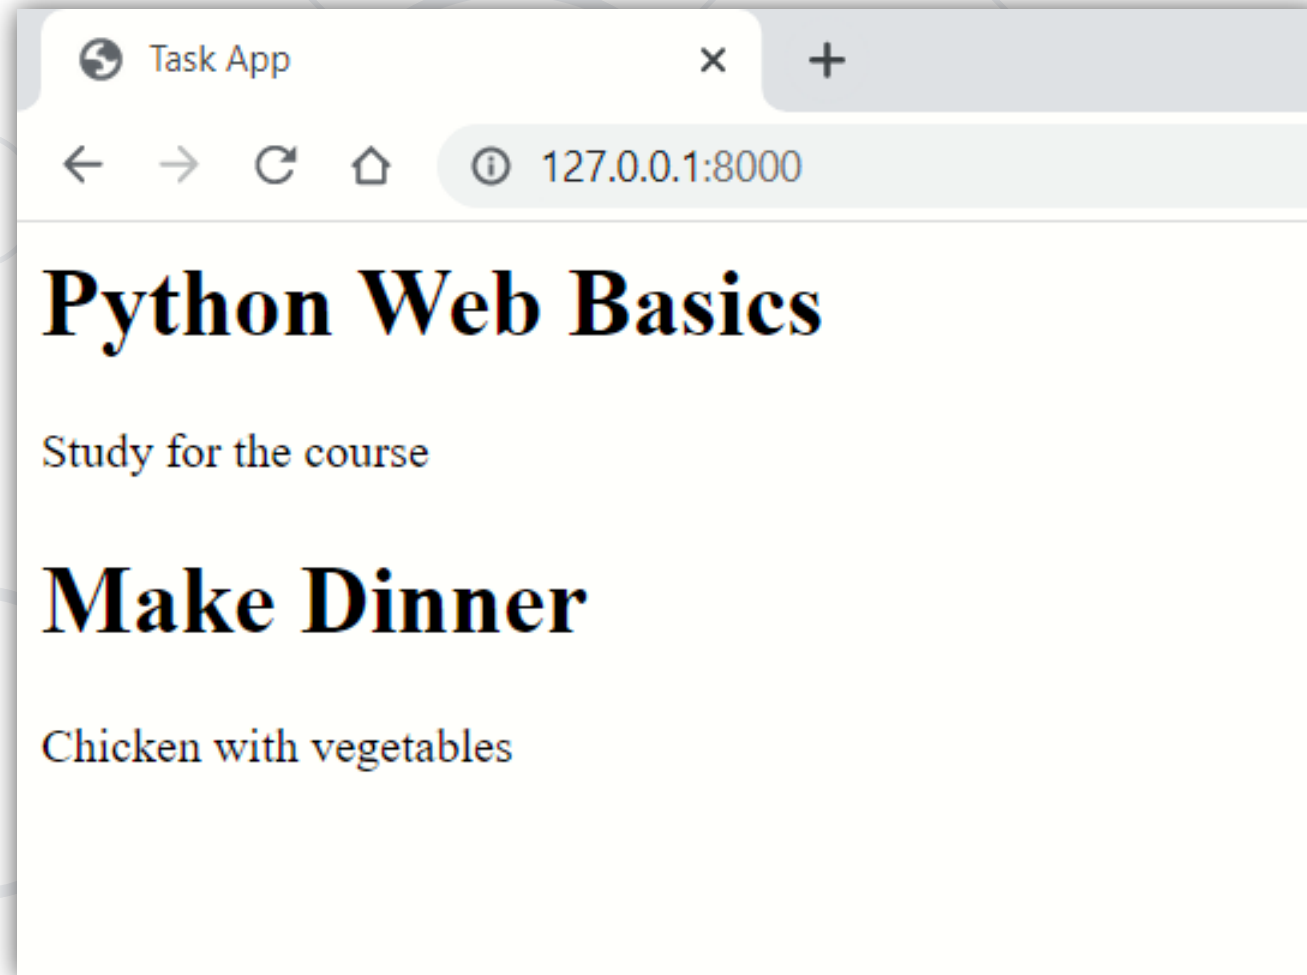 Task App
127.0.0.1:8000
Python Web Basics
Study for the course
Make Dinner
Chicken with vegetables